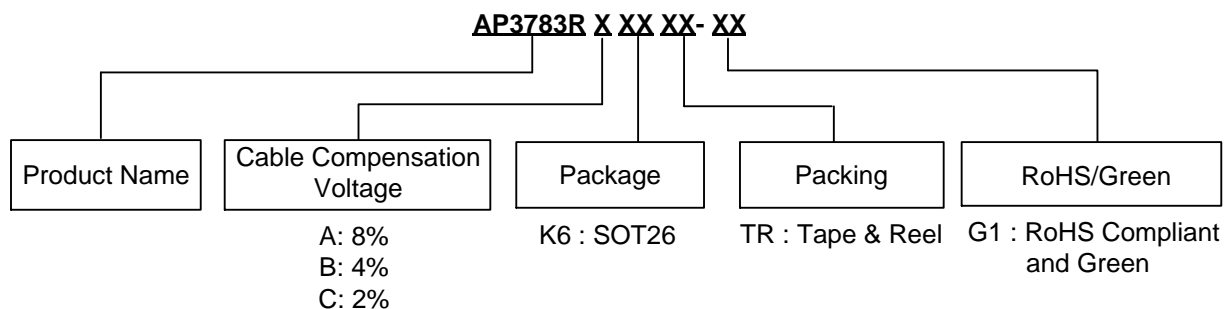 AP3783R X XX XX- XX
Product Name
Cable Compensation
Voltage
Package
Packing
RoHS/Green
A: 8%
B: 4%
C: 2%
K6 : SOT26
TR : Tape & Reel
G1 : RoHS Compliant
and Green